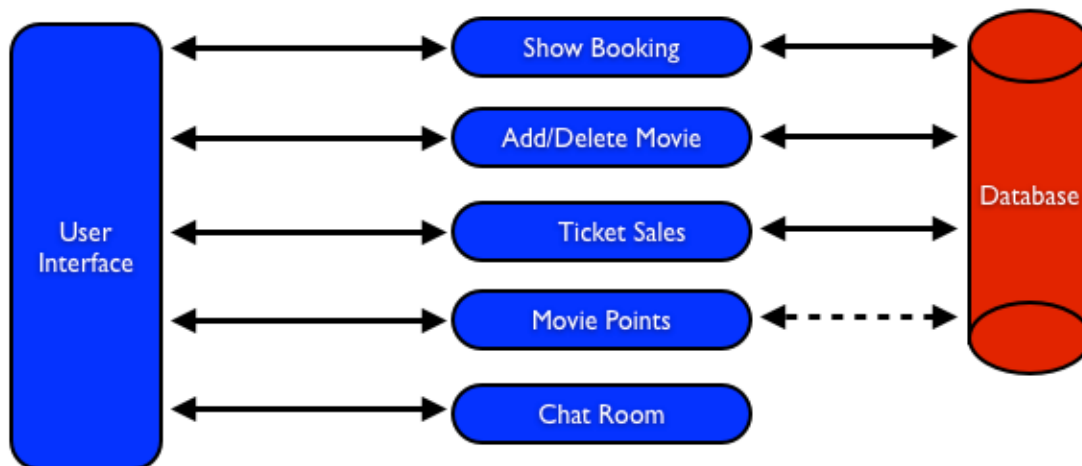 Show Booking
Add/Delete Movie
Database
User
Interface
Ticket Sales
Movie Points
Chat Room